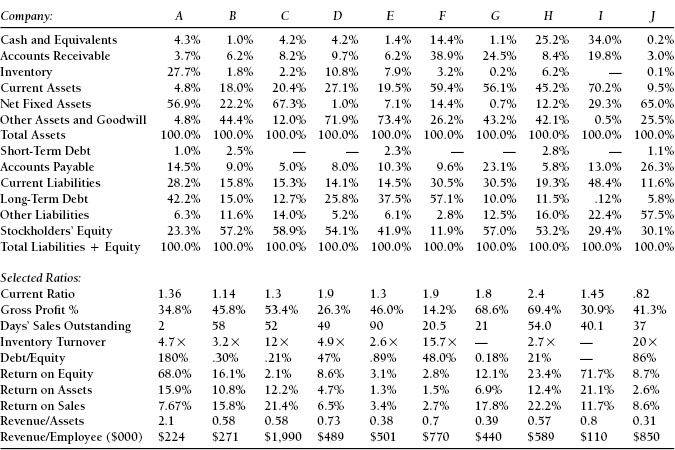 Company: A B C D E F G H I J
Cash and Equivalents 4.3% 1.0% 4.2% 4.2% 1.4% 14.4% 1.1% 25.2% 34.0% 0.2%
Accounts Receivable 3.7% 6.2% 8.2% 9.7% 6.2% 38.9% 24.5% 8.4% 19.8% 3.0%
Inventory 27.7% 1.8% 2.2% 10.8% 7.9% 3.2% 0.2% 6.2% — 0.1%
Current Assets 4.8% 18.0% 20.4% 27.1% 19.5% 59.4% 56.1% 45.2% 70.2% 9.5%
Net Fixed Assets 56.9% 22.2% 67.3% 1.0% 7.1% 14.4% 0.7% 12.2% 29.3% 65.0%
Other Assets and Goodwill 4.8% 44.4% 12.0% 71.9% 73.4% 26.2% 43.2% 42.1% 0.5% 25.5%
Total Assets 100.0% 100.0% 100.0% 100.0% 100.0% 100.0% 100.0% 100.0% 100.0% 100.0%
Short-Term Debt 1.0% 2.5% — — 2.3% — — 2.8% — 1.1%
Accounts Payable 14.5% 9.0% 5.0% 8.0% 10.3% 9.6% 23.1% 5.8% 13.0% 26.3%
Current Liabilities 28.2% 15.8% 15.3% 14.1% 14.5% 30.5% 30.5% 19.3% 48.4% 11.6%
Long-Term Debt 42.2% 15.0% 12.7% 25.8% 37.5% 57.1% 10.0% 11.5% .12% 5.8%
Other Liabilities 6.3% 11.6% 14.0% 5.2% 6.1% 2.8% 12.5% 16.0% 22.4% 57.5%
Stockholders' Equity 23.3% 57.2% 58.9% 54.1% 41.9% 11.9% 57.0% 53.2% 29.4% 30.1%
Total Liabilities + Equity 100.0% 100.0% 100.0% 100.0% 100.0% 100.0% 100.0% 100.0% 100.0% 100.0%
Selected Ratios:
Current Ratio 1.36 1.14 1.3 1.9 1.3 1.9 1.8 2.4 1.45 .82
Gross Profit % 34.8% 45.8% 53.4% 26.3% 46.0% 14.2% 68.6% 69.4% 30.9% 41.3%
Days' Sales Outstanding 2 58 52 49 90 20.5 21 54.0 40.1 37
Inventory Turnover 4.7× 3.2× 12× 4.9× 2.6× 15.7× — 2.7× — 20×
Debt/Equity 180% .30% .21% 47% .89% 48.0% 0.18% 21% — 86%
Return on Equity 68.0% 16.1% 2.1% 8.6% 3.1% 2.8% 12.1% 23.4% 71.7% 8.7%
Return on Assets 15.9% 10.8% 12.2% 4.7% 1.3% 1.5% 6.9% 12.4% 21.1% 2.6%
Return on Sales 7.67% 15.8% 21.4% 6.5% 3.4% 2.7% 17.8% 22.2% 11.7% 8.6%
Revenue/Assets 2.1 0.58 0.58 0.73 0.38 0.7 0.39 0.57 0.8 0.31
Revenue/Employee ($000) $224 $271 $1,990 $489 $501 $770 $440 $589 $110 $850